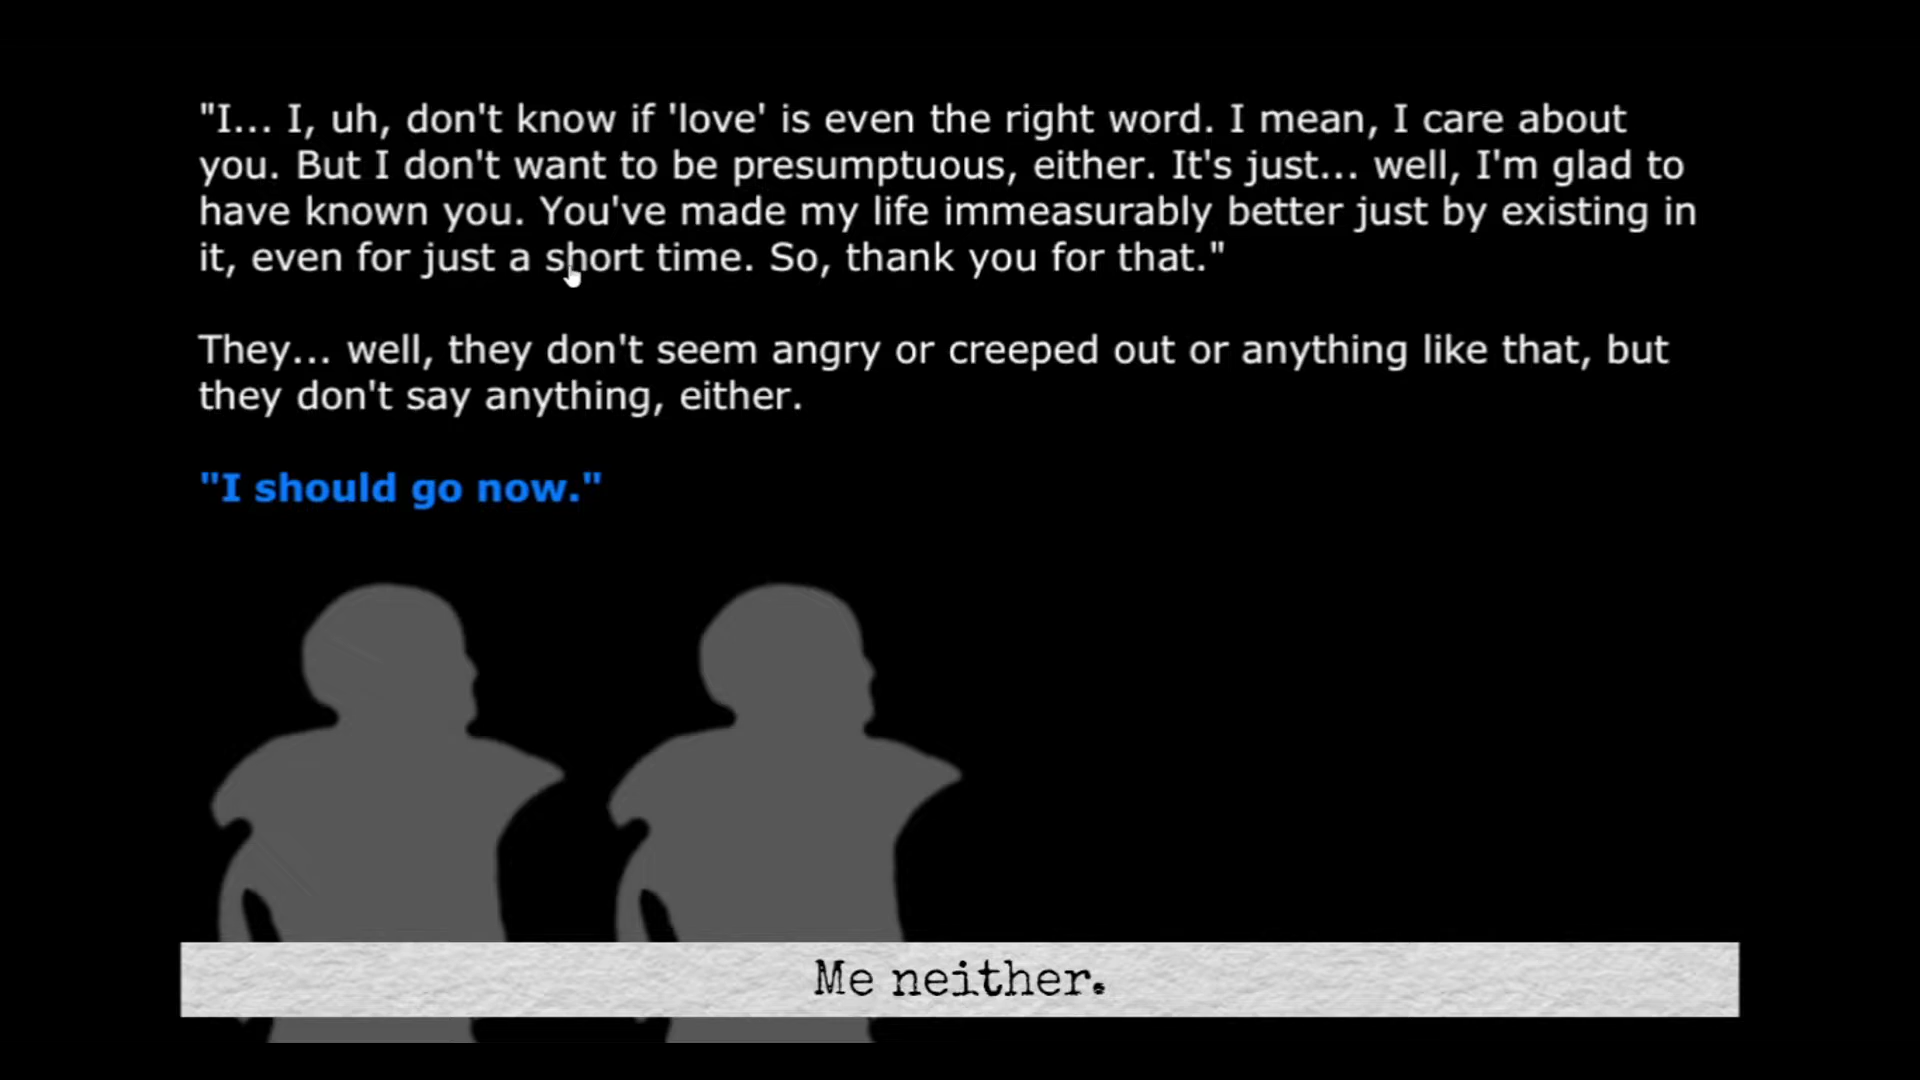 "I... I, uh, don't know if 'love' is even the right word. I mean, I care about
you. But I don't want to be presumptuous, either. It's just... well, I'm glad to
have known you. You've made my life immeasurably better just by existing in
it, even for just a short time. So, thank you for that."
They... well, they don't seem angry or creeped out or anything like that, but
they don't say anything, either.
"I should go now."
Me neither.